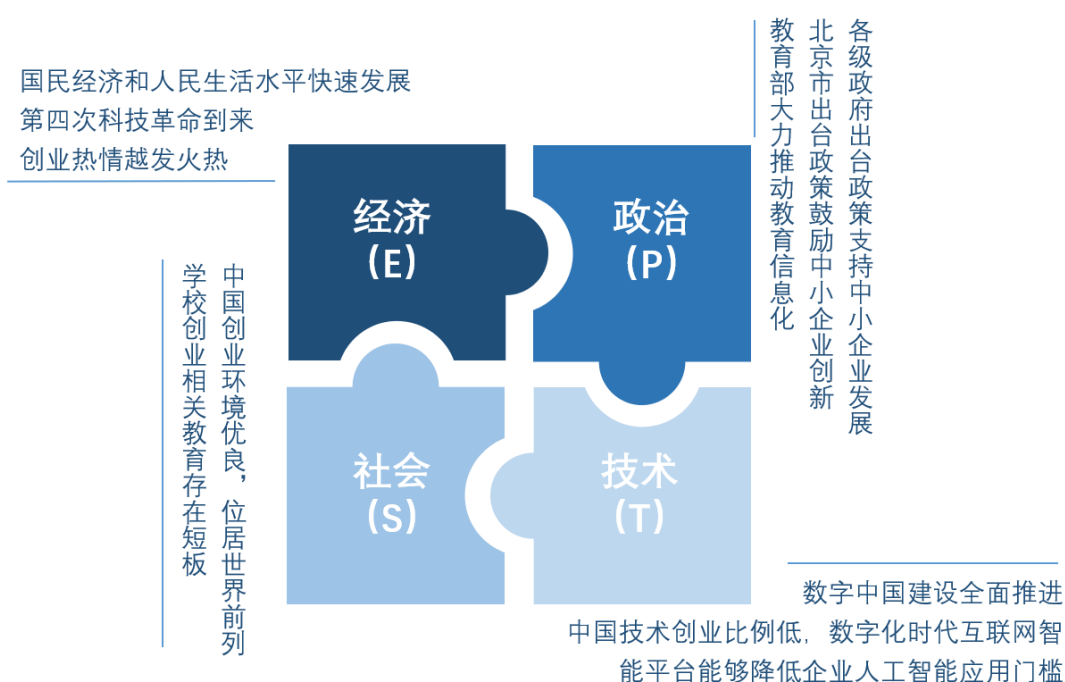 国民经济和人民生活水平快速发展
第四次科技革命到来
创业热情越发火热
经济
(E)
政治
(P)
各级政府出台政策支持中小企业发展
北京市出台政策鼓励中小企业创新
教育部大力推动教育信息化
中国创业环境优良，位居世界前列
学校创业相关教育存在短板
社会
(S)
技术
(T)
数字中国建设全面推进
中国技术创业比例低，数字化时代互联网智
能平台能够降低企业人工智能应用门槛